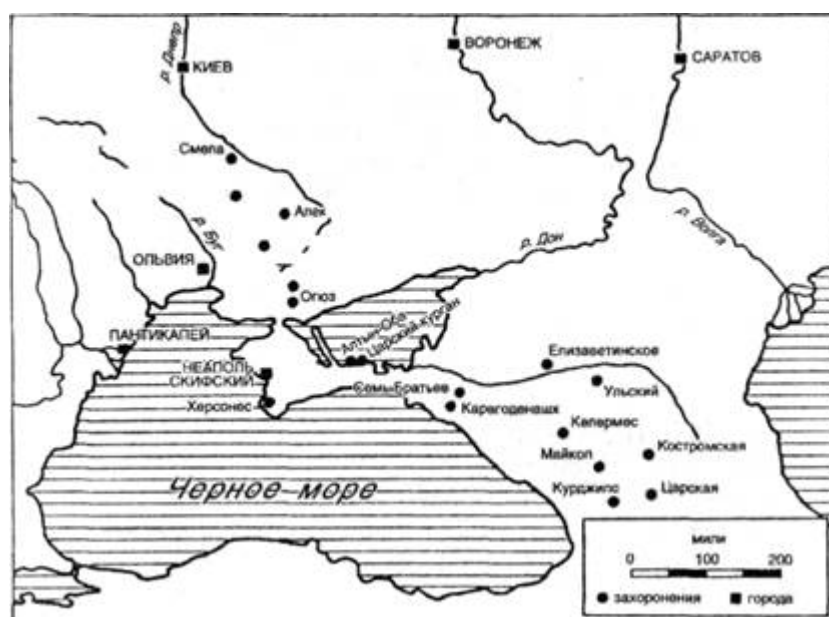 р. Днепр
КИЕВ
ВОРОНЕЖ
САРАТОВ
Смела
Алек
р. Буг
ОЛЬВИЯ
Огюз
р. Дон
р. Волга
ПАНТИКАПЕЙ
Алтын-Оба
Царский курган
НЕАПОЛЬ
СКИФСКИЙ
Херсонес
Семь Братьев
Карагоденашх
Елизаветинское
Ульский
Келермес
Костромская
Майкоп
Курджипс
Царская
Черное море
мили
0 100 200
захоронения
города